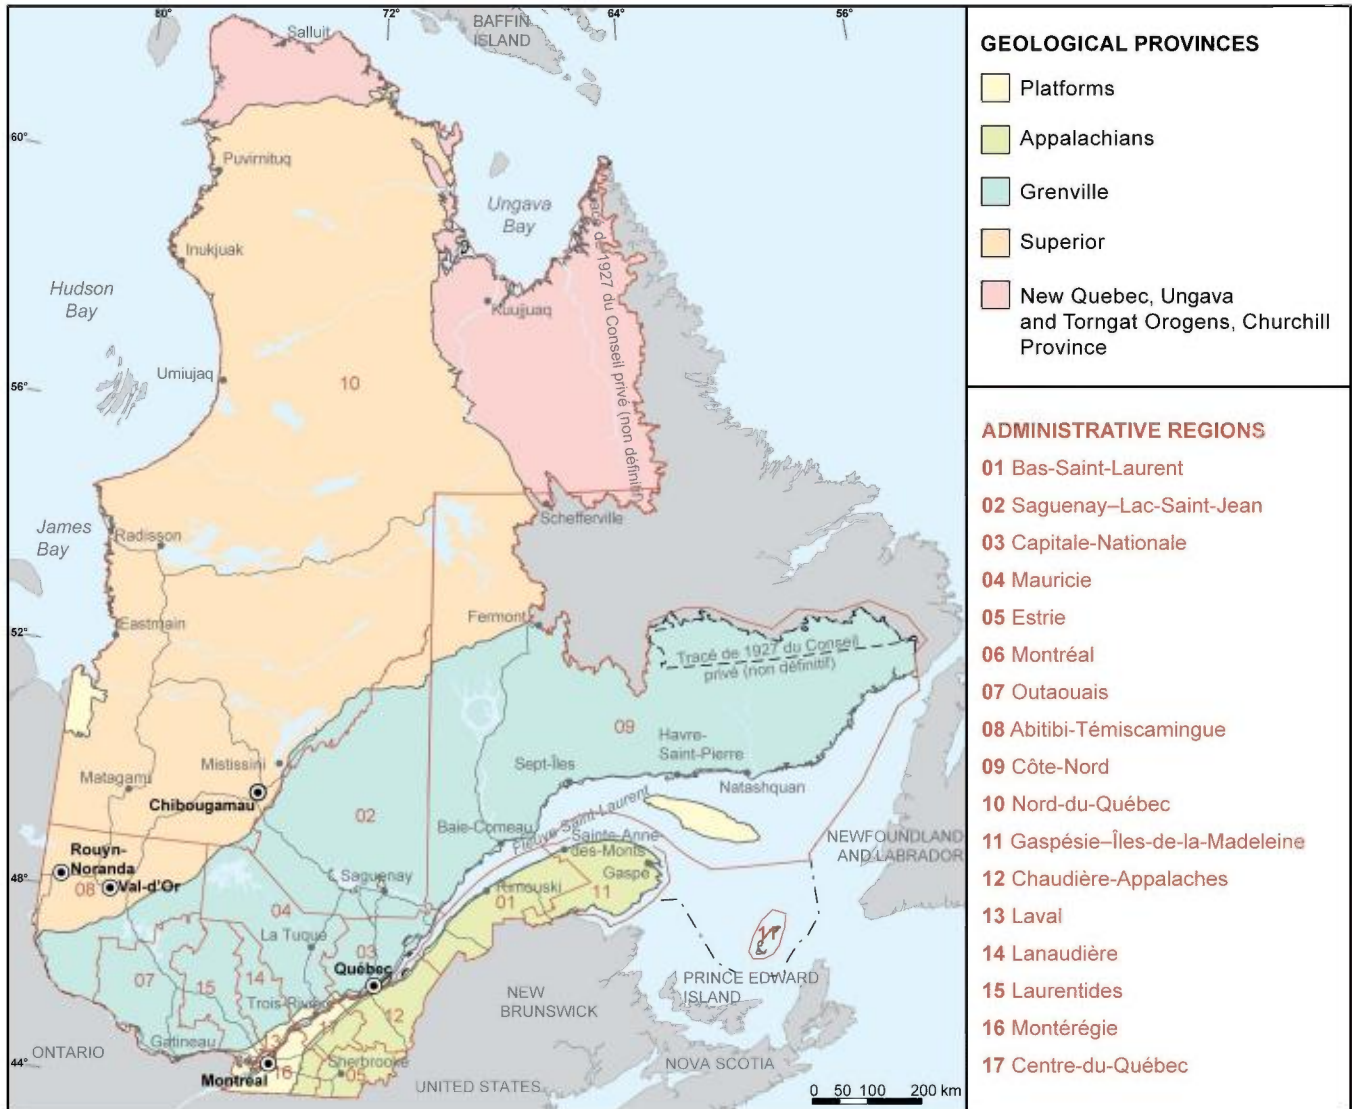 80°
72°
64°
56°
BAFFIN
ISLAND
Salluit
60°
Puvirnituq
Ungava
Bay
Inukjuak
Hudson
Bay
Kuujjuaq
Tracé de 1927 du Conseil privé (non définitif)
Umiujaq
56°
10
Schefferville
James
Bay
Radisson
52°
Eastmain
Fermont
Tracé de 1927 du Conseil
privé (non définitif)
09
Havre-
Saint-Pierre
Mistissini
Sept-Îles
Matagami
Chibougamau
Natashquan
02
Baie-Comeau
Fleuve Saint-Laurent
Sainte-Anne-
des-Monts
NEWFOUNDLAND
AND LABRADOR
Rouyn-
Noranda
48°
08
Val-d'Or
Saguenay
Gaspé
Rimouski
11
01
04
La Tuque
03
Québec
07
15
14
Trois-Rivières
PRINCE EDWARD
ISLAND
NEW
BRUNSWICK
12
17
Gatineau
13
ONTARIO
44°
Sherbrooke
NOVA SCOTIA
Montréal
16
05
UNITED STATES
0 50 100 200 km
GEOLOGICAL PROVINCES
Platforms
Appalachians
Grenville
Superior
New Quebec, Ungava
and Torngat Orogens, Churchill
Province
ADMINISTRATIVE REGIONS
01 Bas-Saint-Laurent
02 Saguenay–Lac-Saint-Jean
03 Capitale-Nationale
04 Mauricie
05 Estrie
06 Montréal
07 Outaouais
08 Abitibi-Témiscamingue
09 Côte-Nord
10 Nord-du-Québec
11 Gaspésie–Îles-de-la-Madeleine
12 Chaudière-Appalaches
13 Laval
14 Lanaudière
15 Laurentides
16 Montérégie
17 Centre-du-Québec